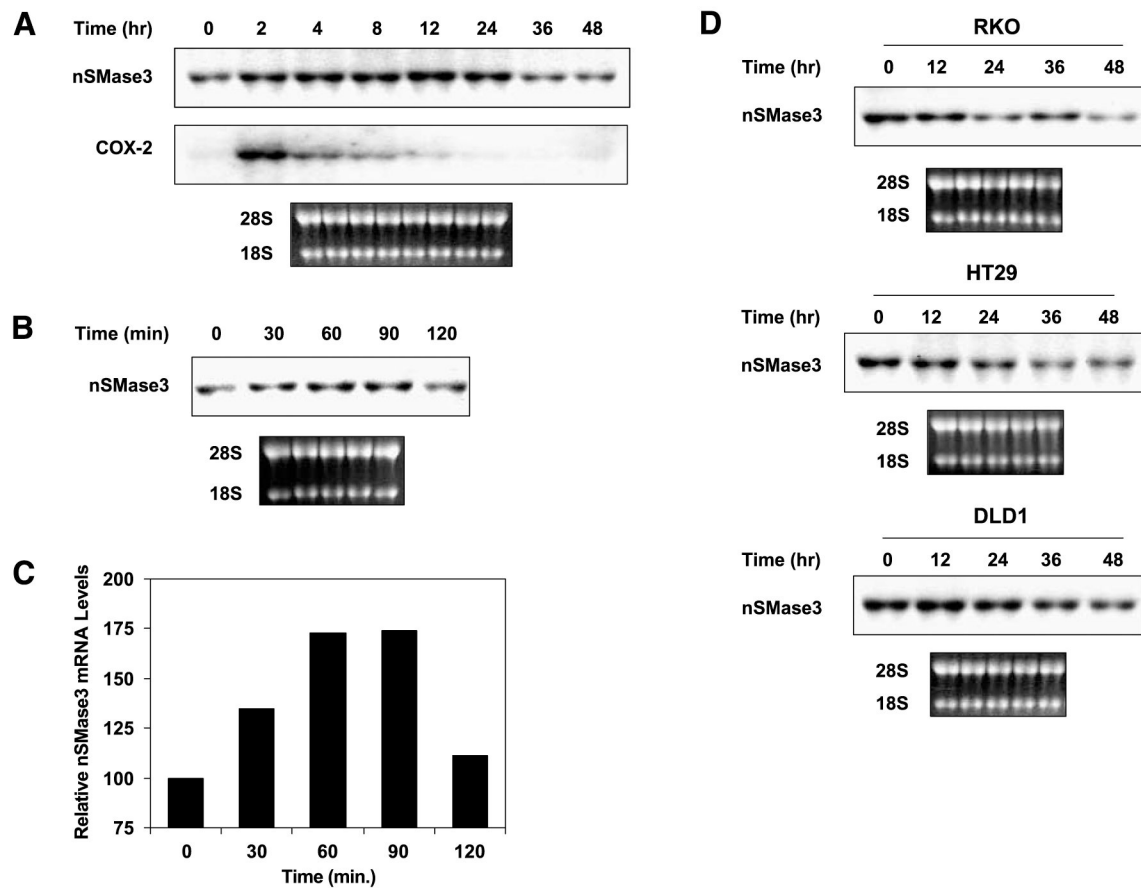 A
Time (hr) 0 2 4 8 12 24 36 48
nSMase3
COX-2
28S
18S
B
Time (min) 0 30 60 90 120
nSMase3
28S
18S
C
Relative nSMase3 mRNA Levels
200
175
150
125
100
75
0 30 60 90 120
Time (min.)
D
RKO
Time (hr) 0 12 24 36 48
nSMase3
28S
18S
HT29
Time (hr) 0 12 24 36 48
nSMase3
28S
18S
DLD1
Time (hr) 0 12 24 36 48
nSMase3
28S
18S